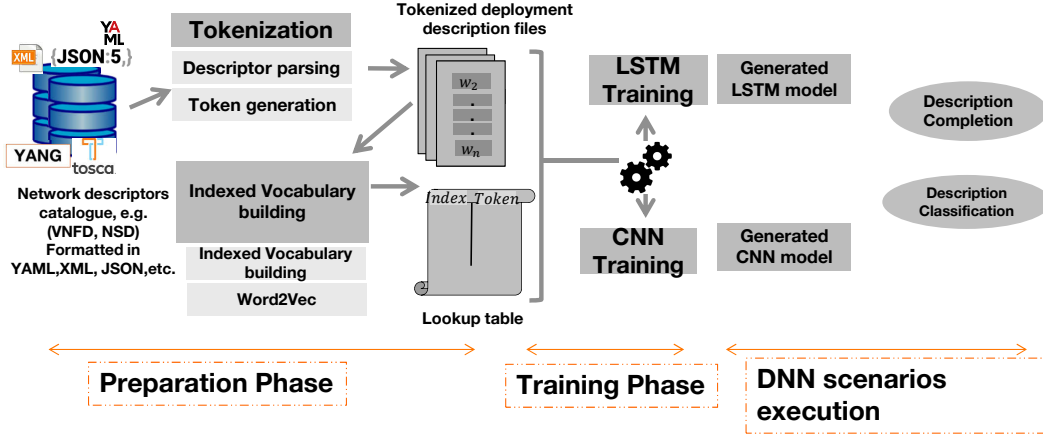 YA
ML
XML
{JSON:5,}
YANG
tosca
Network descriptors
catalogue, e.g.
(VNFD, NSD)
Formatted in
YAML,XML, JSON,etc.
Tokenization
Descriptor parsing
Token generation
Indexed Vocabulary
building
Indexed Vocabulary
building
Word2Vec
Tokenized deployment
description files
w2
.
.
.
wn
Index Token
Lookup table
LSTM
Training
CNN
Training
Generated
LSTM model
Generated
CNN model
Description
Completion
Description
Classification
Preparation Phase
Training Phase
DNN scenarios
execution